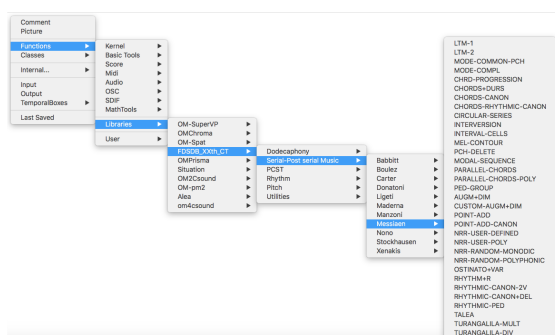 Comment
Picture
Functions
Classes
Internal...
Input
Output
TemporalBoxes
Last Saved
Kernel
Basic Tools
Score
Midi
Audio
OSC
SDIF
MathTools
Libraries
User
OM-SuperVP
OMChroma
OM-Spat
FDSDB_XXth_CT
OMPrisma
Situation
OM2Csound
OM-pm2
Alea
om4csound
Dodecaphony
Serial-Post serial Music
PCST
Rhythm
Pitch
Utilities
Babbitt
Boulez
Carter
Donatoni
Ligeti
Maderna
Manzoni
Messiaen
Nono
Stockhausen
Xenakis
LTM-1
LTM-2
MODE-COMMON-PCH
MODE-COMPL
CHRD-PROGRESSION
CHORDS+DURS
CHORDS-CANON
CHORDS-RHYTHMIC-CANON
CIRCULAR-SERIES
INTERVERSION
INTERVAL-CELLS
MEL-CONTOUR
PCH-DELETE
MODAL-SEQUENCE
PARALLEL-CHORDS
PARALLEL-CHORDS-POLY
PED-GROUP
AUGM+DIM
CUSTOM-AUGM+DIM
POINT-ADD
POINT-ADD-CANON
NRR-USER-DEFINED
NRR-USER-POLY
NRR-RANDOM-MONODIC
NRR-RANDOM-POLYPHONIC
OSTINATO+VAR
RHYTHM+R
RHYTHMIC-CANON-2V
RHYTHMIC-CANON+DEL
RHYTHMIC-PED
TALEA
TURANGALILA-MULT
TURANGALILA-DIV